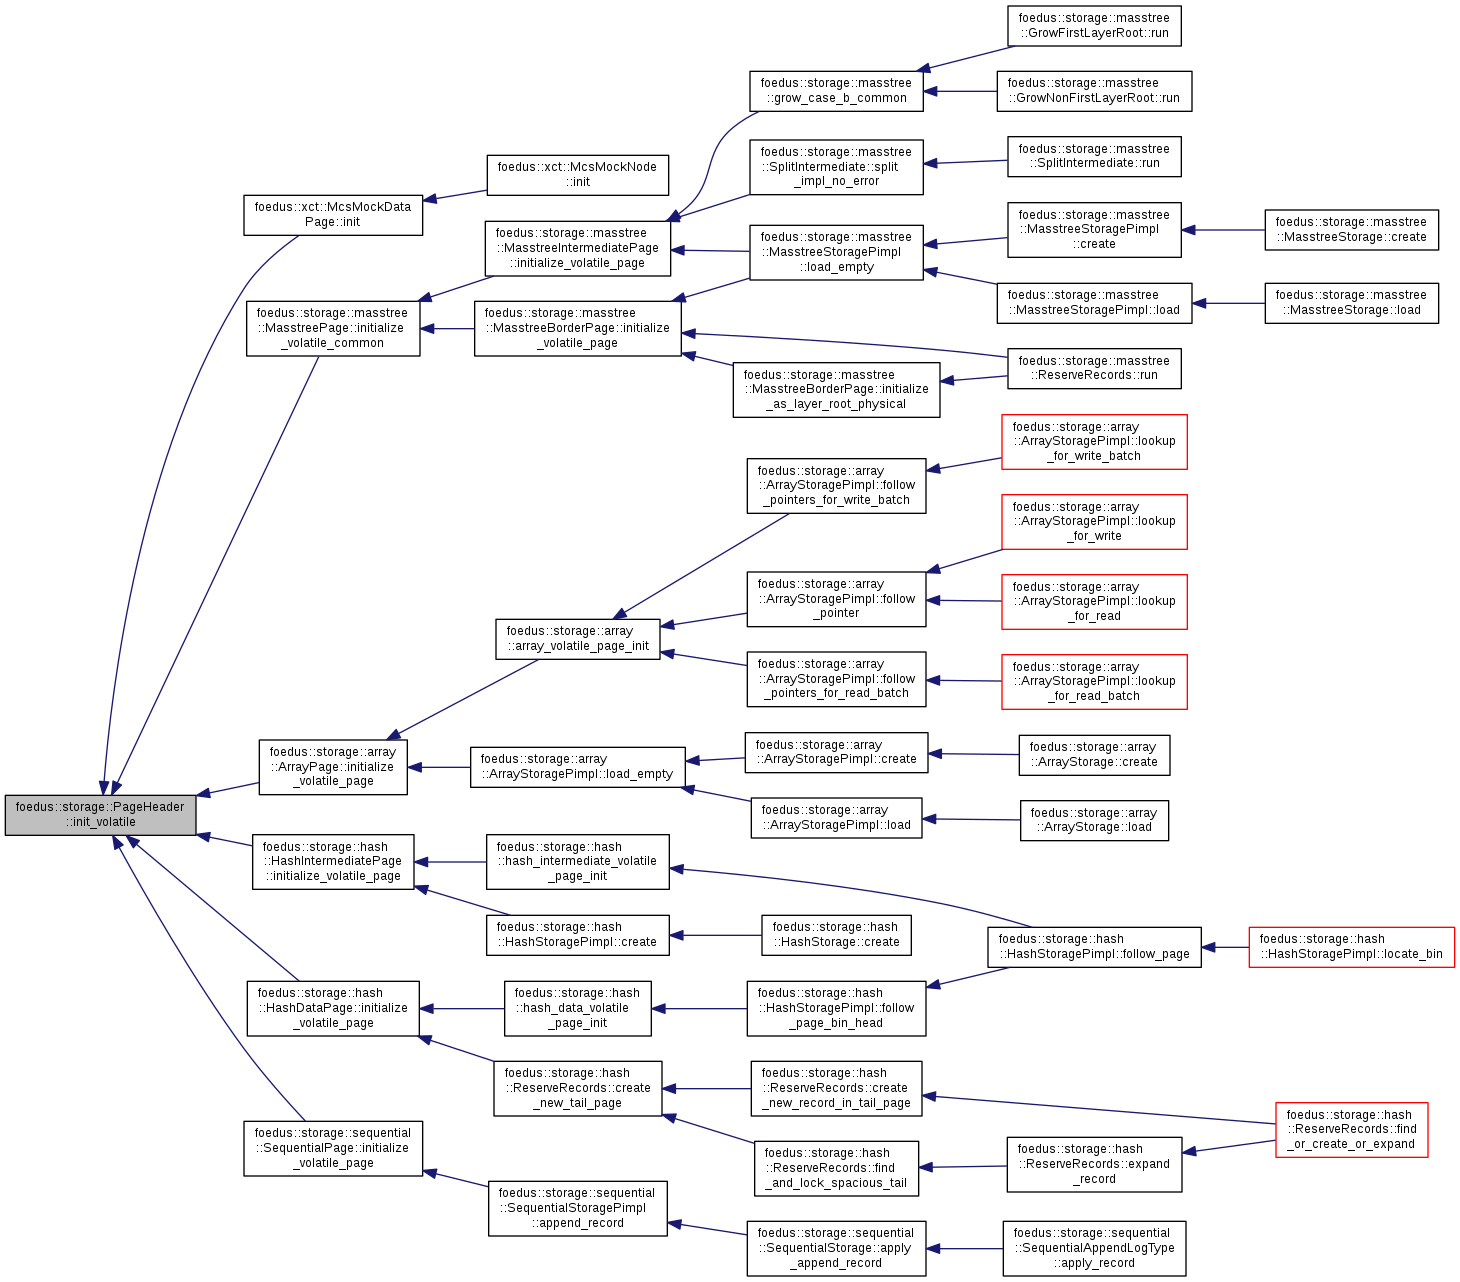 foedus::storage::masstree
::GrowFirstLayerRoot::run
foedus::storage::masstree
::grow_case_b_common
foedus::storage::masstree
::GrowNonFirstLayerRoot::run
foedus::storage::masstree
::SplitIntermediate::split
_impl_no_error
foedus::storage::masstree
::SplitIntermediate::run
foedus::xct::McsMockNode
::init
foedus::xct::McsMockData
Page::init
foedus::storage::masstree
::MasstreeIntermediatePage
::initialize_volatile_page
foedus::storage::masstree
::MasstreeStoragePimpl
::load_empty
foedus::storage::masstree
::MasstreeStoragePimpl
::create
foedus::storage::masstree
::MasstreeStorage::create
foedus::storage::masstree
::MasstreePage::initialize
_volatile_common
foedus::storage::masstree
::MasstreeBorderPage::initialize
_volatile_page
foedus::storage::masstree
::MasstreeStoragePimpl::load
foedus::storage::masstree
::MasstreeStorage::load
foedus::storage::masstree
::MasstreeBorderPage::initialize
_as_layer_root_physical
foedus::storage::masstree
::ReserveRecords::run
foedus::storage::array
::ArrayStoragePimpl::follow
_pointers_for_write_batch
foedus::storage::array
::ArrayStoragePimpl::lookup
_for_write_batch
foedus::storage::array
::ArrayStoragePimpl::lookup
_for_write
foedus::storage::array
::array_volatile_page_init
foedus::storage::array
::ArrayStoragePimpl::follow
_pointer
foedus::storage::array
::ArrayStoragePimpl::lookup
_for_read
foedus::storage::array
::ArrayStoragePimpl::follow
_pointers_for_read_batch
foedus::storage::array
::ArrayStoragePimpl::lookup
_for_read_batch
foedus::storage::array
::ArrayPage::initialize
_volatile_page
foedus::storage::array
::ArrayStoragePimpl::load_empty
foedus::storage::array
::ArrayStoragePimpl::create
foedus::storage::array
::ArrayStorage::create
foedus::storage::PageHeader
::init_volatile
foedus::storage::array
::ArrayStoragePimpl::load
foedus::storage::array
::ArrayStorage::load
foedus::storage::hash
::HashIntermediatePage
::initialize_volatile_page
foedus::storage::hash
::hash_intermediate_volatile
_page_init
foedus::storage::hash
::HashStoragePimpl::create
foedus::storage::hash
::HashStorage::create
foedus::storage::hash
::HashStoragePimpl::follow_page
foedus::storage::hash
::HashStoragePimpl::locate_bin
foedus::storage::hash
::HashDataPage::initialize
_volatile_page
foedus::storage::hash
::hash_data_volatile
_page_init
foedus::storage::hash
::HashStoragePimpl::follow
_page_bin_head
foedus::storage::hash
::ReserveRecords::create
_new_tail_page
foedus::storage::hash
::ReserveRecords::create
_new_record_in_tail_page
foedus::storage::hash
::ReserveRecords::find
_or_create_or_expand
foedus::storage::sequential
::SequentialPage::initialize
_volatile_page
foedus::storage::hash
::ReserveRecords::find
_and_lock_spacious_tail
foedus::storage::hash
::ReserveRecords::expand
_record
foedus::storage::sequential
::SequentialStoragePimpl
::append_record
foedus::storage::sequential
::SequentialStorage::apply
_append_record
foedus::storage::sequential
::SequentialAppendLogType
::apply_record